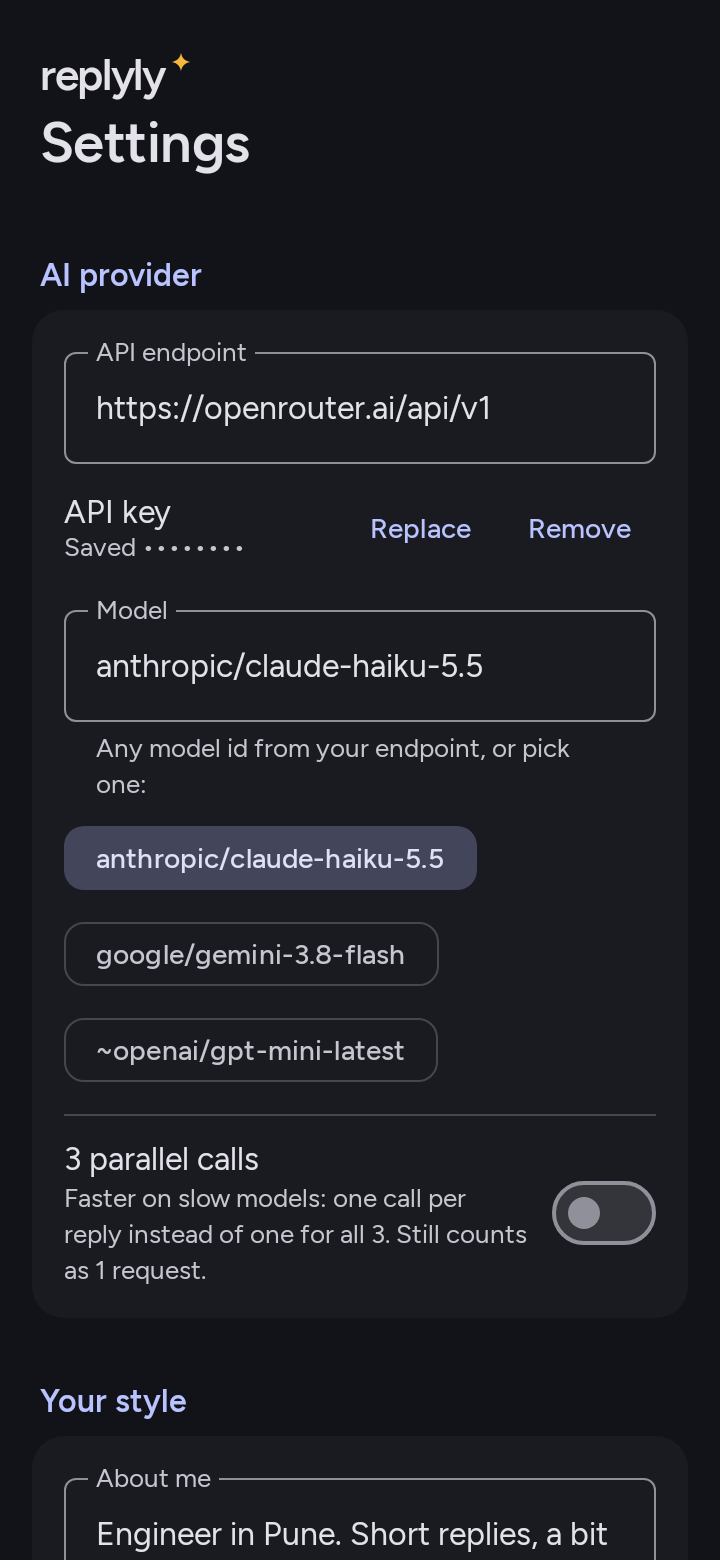 replyly
Settings
AI provider
API endpoint
https://openrouter.ai/api/v1
API key
Saved ••••••••
Replace
Remove
Model
anthropic/claude-haiku-5.5
Any model id from your endpoint, or pick
one:
anthropic/claude-haiku-5.5
google/gemini-3.8-flash
~openai/gpt-mini-latest
3 parallel calls
Faster on slow models: one call per
reply instead of one for all 3. Still counts
as 1 request.
Your style
About me
Engineer in Pune. Short replies, a bit